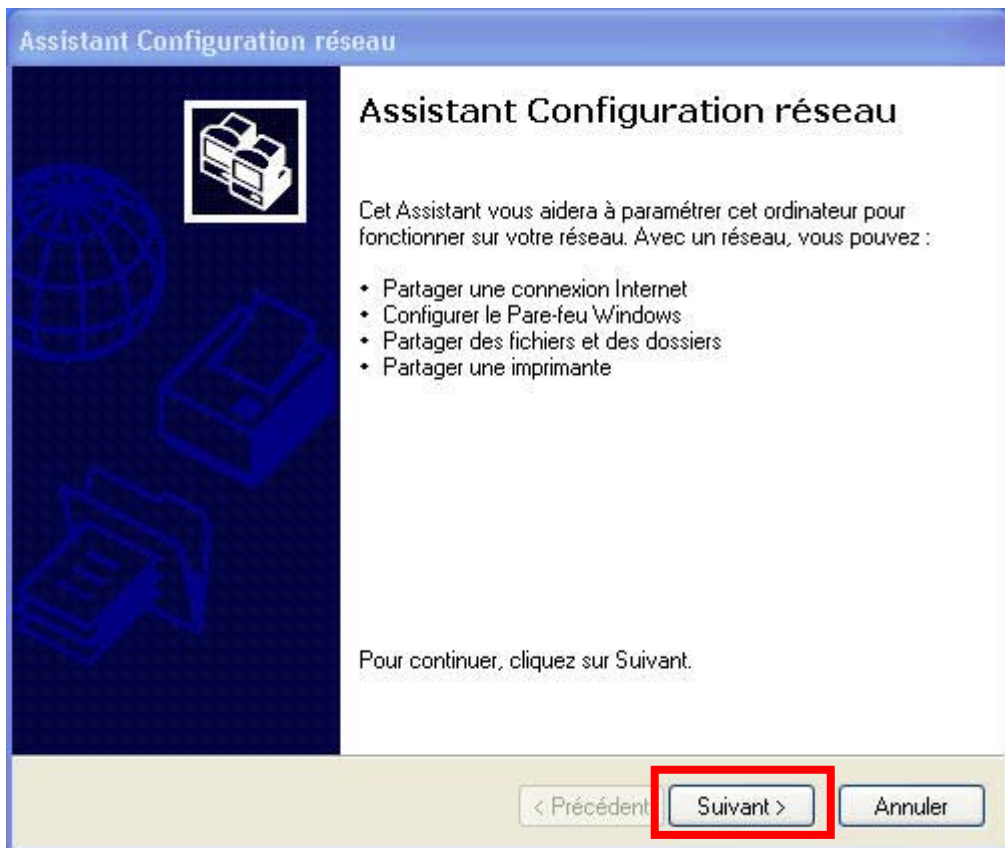 Assistant Configuration réseau
Assistant Configuration réseau
Cet Assistant vous aidera à paramétrer cet ordinateur pour
fonctionner sur votre réseau. Avec un réseau, vous pouvez :
• Partager une connexion Internet
• Configurer le Pare-feu Windows
• Partager des fichiers et des dossiers
• Partager une imprimante
Pour continuer, cliquez sur Suivant.
< Précédent Suivant > Annuler